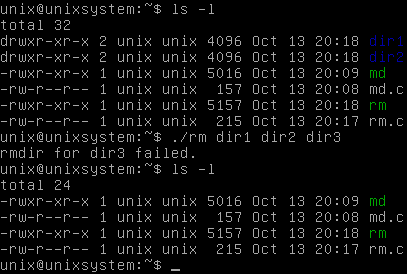 unix@unixsystem:~$ ls -l
total 32
drwxr-xr-x 2 unix unix 4096 Oct 13 20:18 dir1
drwxr-xr-x 2 unix unix 4096 Oct 13 20:18 dir2
-rwxr-xr-x 1 unix unix 5016 Oct 13 20:09 md
-rw-r--r-- 1 unix unix 157 Oct 13 20:08 md.c
-rwxr-xr-x 1 unix unix 5157 Oct 13 20:18 rm
-rw-r--r-- 1 unix unix 215 Oct 13 20:17 rm.c
unix@unixsystem:~$ ./rm dir1 dir2 dir3
rmdir for dir3 failed.
unix@unixsystem:~$ ls -l
total 24
-rwxr-xr-x 1 unix unix 5016 Oct 13 20:09 md
-rw-r--r-- 1 unix unix 157 Oct 13 20:08 md.c
-rwxr-xr-x 1 unix unix 5157 Oct 13 20:18 rm
-rw-r--r-- 1 unix unix 215 Oct 13 20:17 rm.c
unix@unixsystem:~$ _